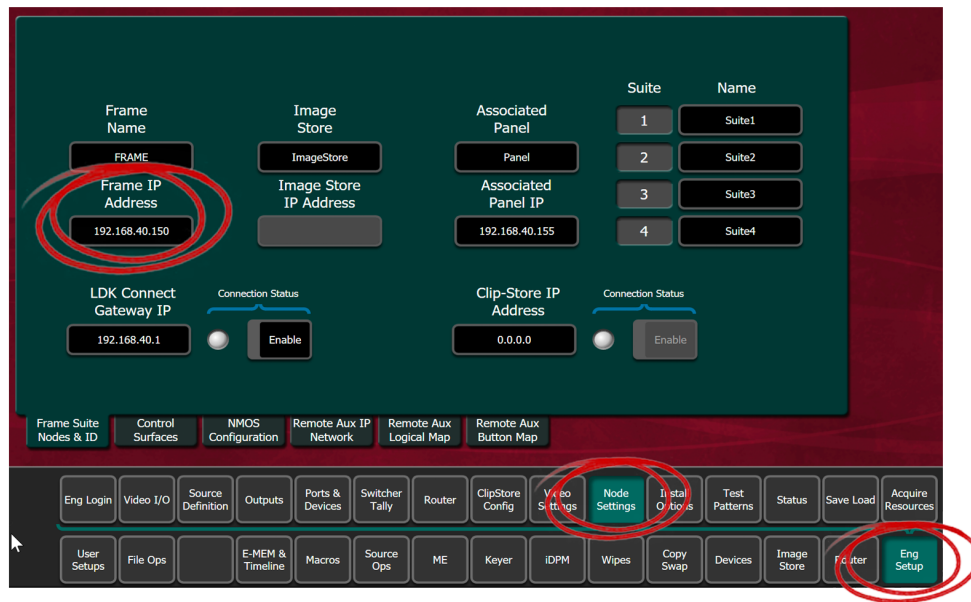 Suite
Name
Frame
Name
Image
Store
Associated
Panel
1
Suite1
FRAME
ImageStore
Panel
2
Suite2
Frame IP
Address
Image Store
IP Address
Associated
Panel IP
3
Suite3
192.168.40.150
192.168.40.155
4
Suite4
LDK Connect
Gateway IP
Connection Status
Clip-Store IP
Address
Connection Status
192.168.40.1
Enable
0.0.0.0
Enable
Frame Suite
Nodes & ID
Control
Surfaces
NMOS
Configuration
Remote Aux IP
Network
Remote Aux
Logical Map
Remote Aux
Button Map
Eng Login
Video I/O
Source
Definition
Outputs
Ports &
Devices
Switcher
Tally
Router
ClipStore
Config
Video
Settings
Node
Settings
Install
Options
Test
Patterns
Status
Save Load
Acquire
Resources
User
Setups
File Ops
E-MEM &
Timeline
Macros
Source
Ops
ME
Keyer
iDPM
Wipes
Copy
Swap
Devices
Image
Store
Router
Eng
Setup